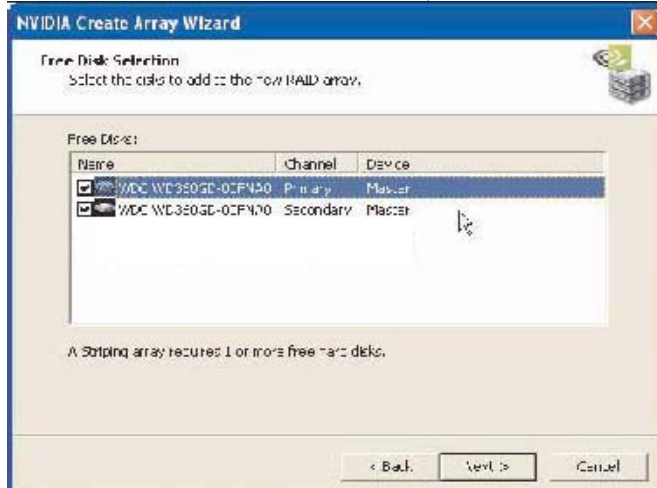 NVIDIA Create Array Wizard
Free Disk Selection
Select the disks to add to the new RAID array.
Free Disks:
Name Channel Device
Primary Master
Secondary Master
A Striping array requires 1 or more free hard disks.
< Back Next > Cancel